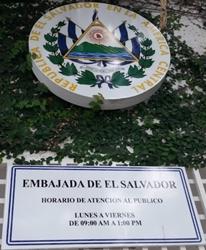 REPUBLICA DE EL SALVADOR EN LA AMERICA CENTRAL
EMBAJADA DE EL SALVADOR
HORARIO DE ATENCION AL PUBLICO
LUNES A VIERNES
DE 09:00 AM A 1:00 PM